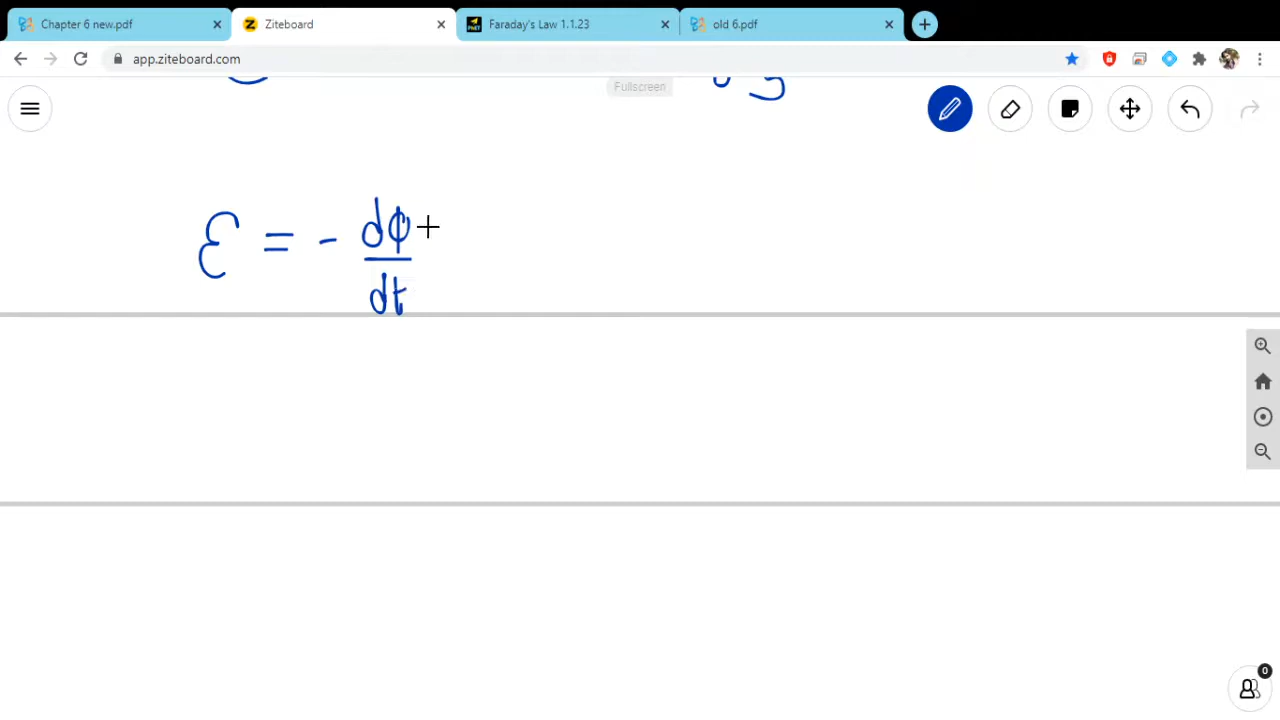 Chapter 6 new.pdf
Ziteboard
Faraday's Law 1.1.23
old 6.pdf
app.ziteboard.com
Fullscreen
ℰ = - dϕ/dt
0